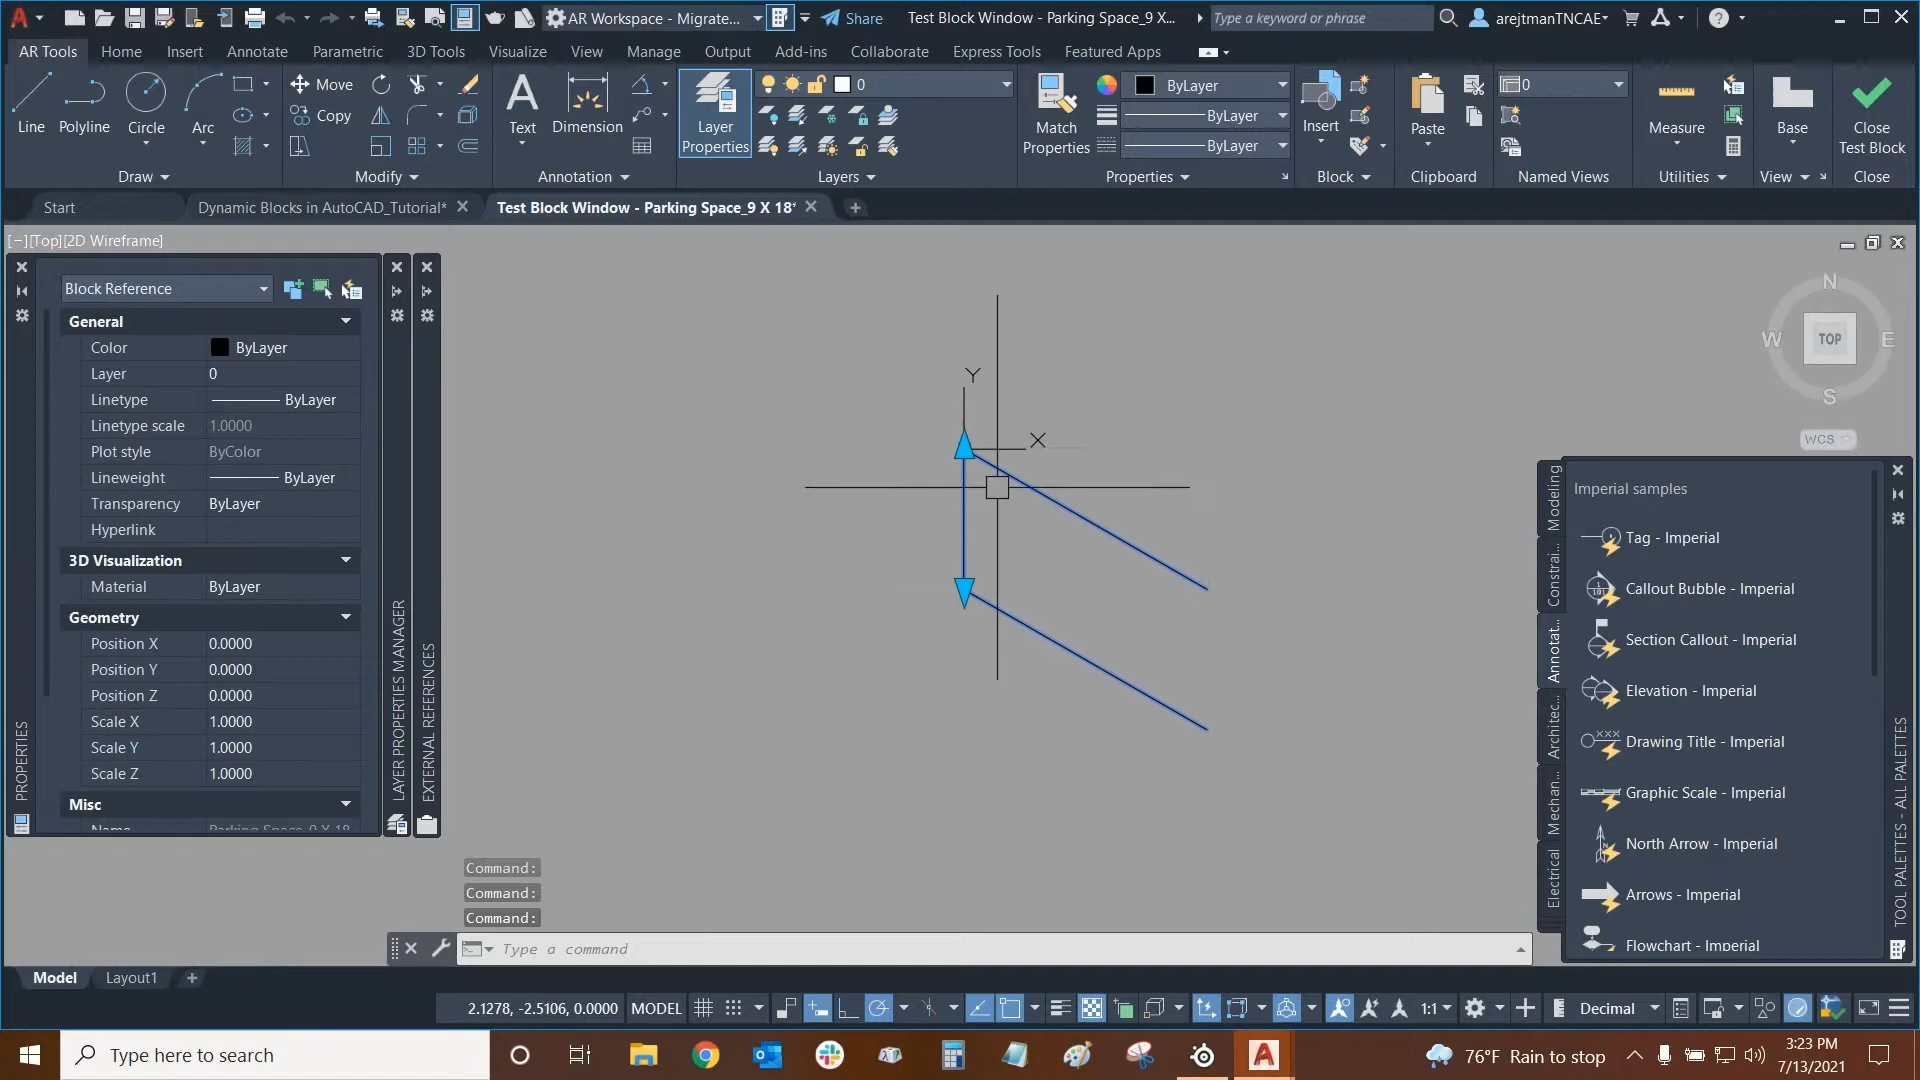 AR Workspace - Migrate...
Share
Test Block Window - Parking Space_9 X...
Type a keyword or phrase
arejtmanTNCAE
AR Tools
Home
Insert
Annotate
Parametric
3D Tools
Visualize
View
Manage
Output
Add-ins
Collaborate
Express Tools
Featured Apps
Line
Polyline
Circle
Arc
Draw
Move
Copy
Modify
Text
Dimension
Annotation
Layer
Properties
0
Layers
Match
Properties
ByLayer
ByLayer
ByLayer
Properties
Insert
Block
Paste
Clipboard
0
Named Views
Measure
Utilities
Base
View
Close
Test Block
Close
Start
Dynamic Blocks in AutoCAD_Tutorial*
Test Block Window - Parking Space_9 X 18'
[−][Top][2D Wireframe]
Block Reference
General
Color ByLayer
Layer 0
Linetype ByLayer
Linetype scale 1.0000
Plot style ByColor
Lineweight ByLayer
Transparency ByLayer
Hyperlink
3D Visualization
Material ByLayer
Geometry
Position X 0.0000
Position Y 0.0000
Position Z 0.0000
Scale X 1.0000
Scale Y 1.0000
Scale Z 1.0000
Misc
PROPERTIES
LAYER PROPERTIES MANAGER
EXTERNAL REFERENCES
Y
X
N
W
TOP
E
S
WCS
Modeling
Constrai...
Annotat...
Architec...
Mechan...
Electrical
Imperial samples
Tag - Imperial
Callout Bubble - Imperial
Section Callout - Imperial
Elevation - Imperial
XXX
Drawing Title - Imperial
Graphic Scale - Imperial
North Arrow - Imperial
Arrows - Imperial
Flowchart - Imperial
TOOL PALETTES - ALL PALETTES
Command:
Command:
Command:
Type a command
Model
Layout1
2.1278, -2.5106, 0.0000
MODEL
1:1
Decimal
Type here to search
76°F Rain to stop
3:23 PM
7/13/2021